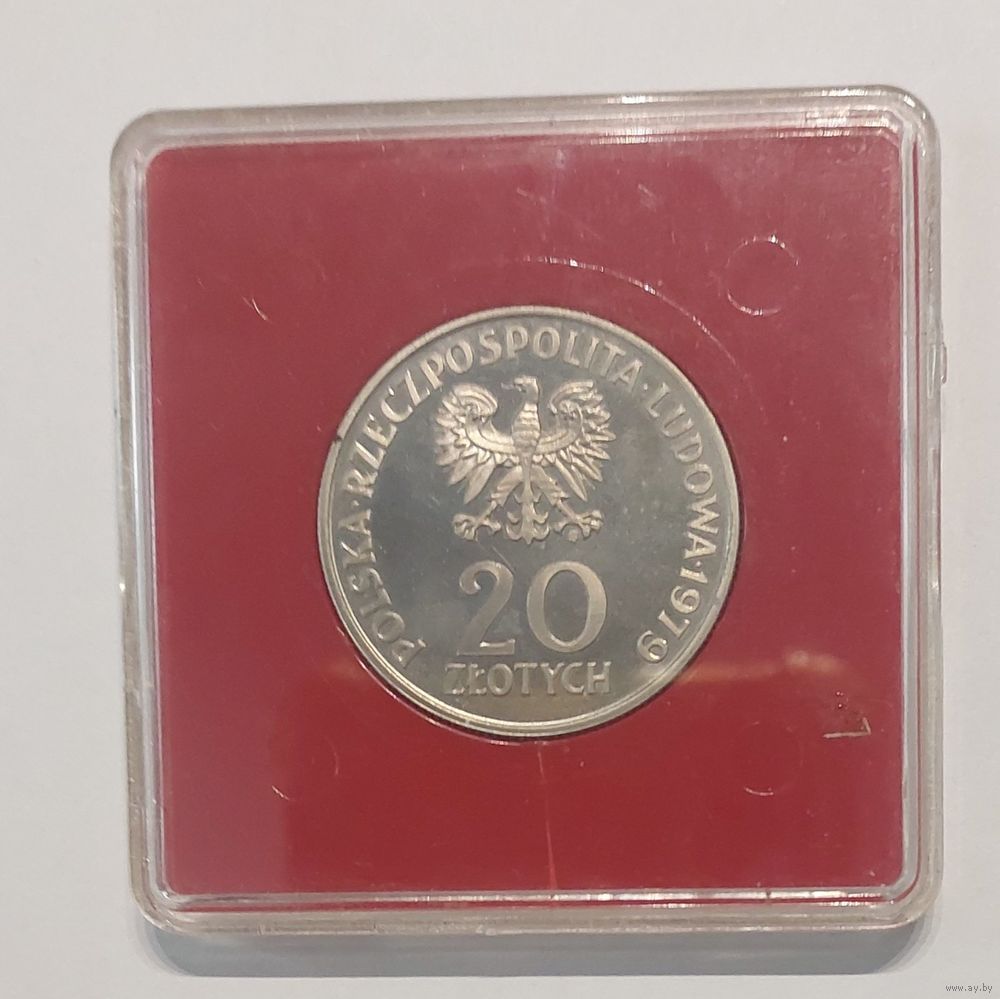 POLSKA·RZECZPOSPOLITA·LUDOWA·1979
20
ZŁOTYCH
www.ay.by